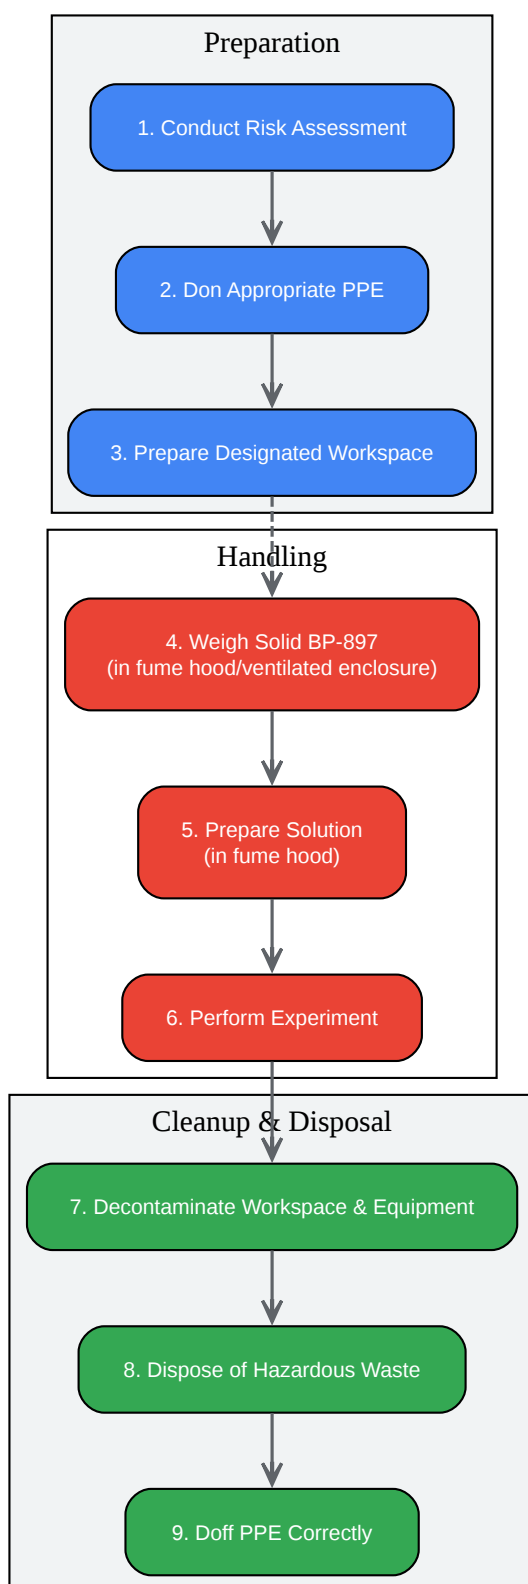 Preparation
1. Conduct Risk Assessment
2. Don Appropriate PPE
3. Prepare Designated Workspace
Handling
4. Weigh Solid BP-897
(in fume hood/ventilated enclosure)
5. Prepare Solution
(in fume hood)
6. Perform Experiment
Cleanup & Disposal
7. Decontaminate Workspace & Equipment
8. Dispose of Hazardous Waste
9. Doff PPE Correctly